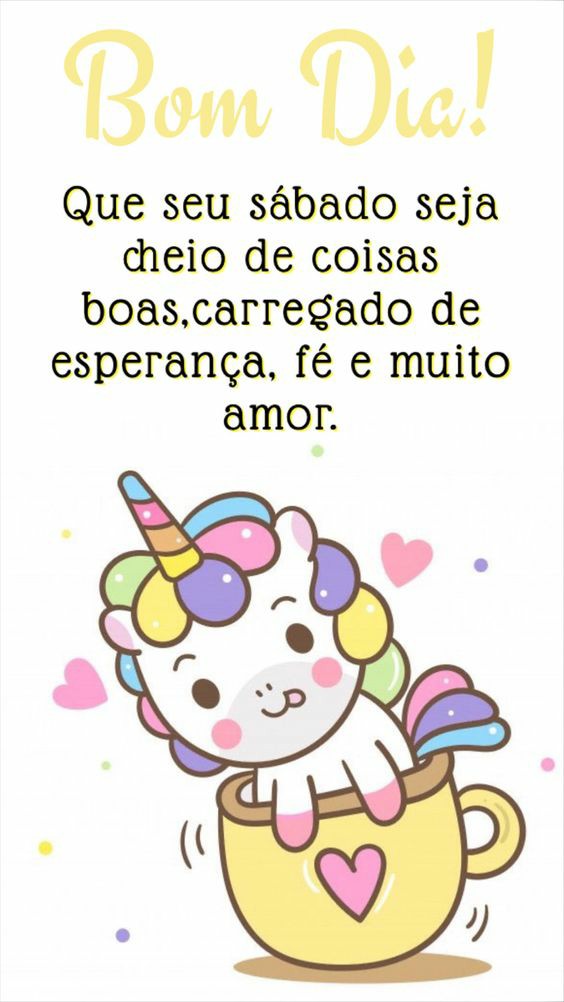 Bom Dia!
Que seu sábado seja
cheio de coisas
boas,carregado de
esperança, fé e muito
amor.